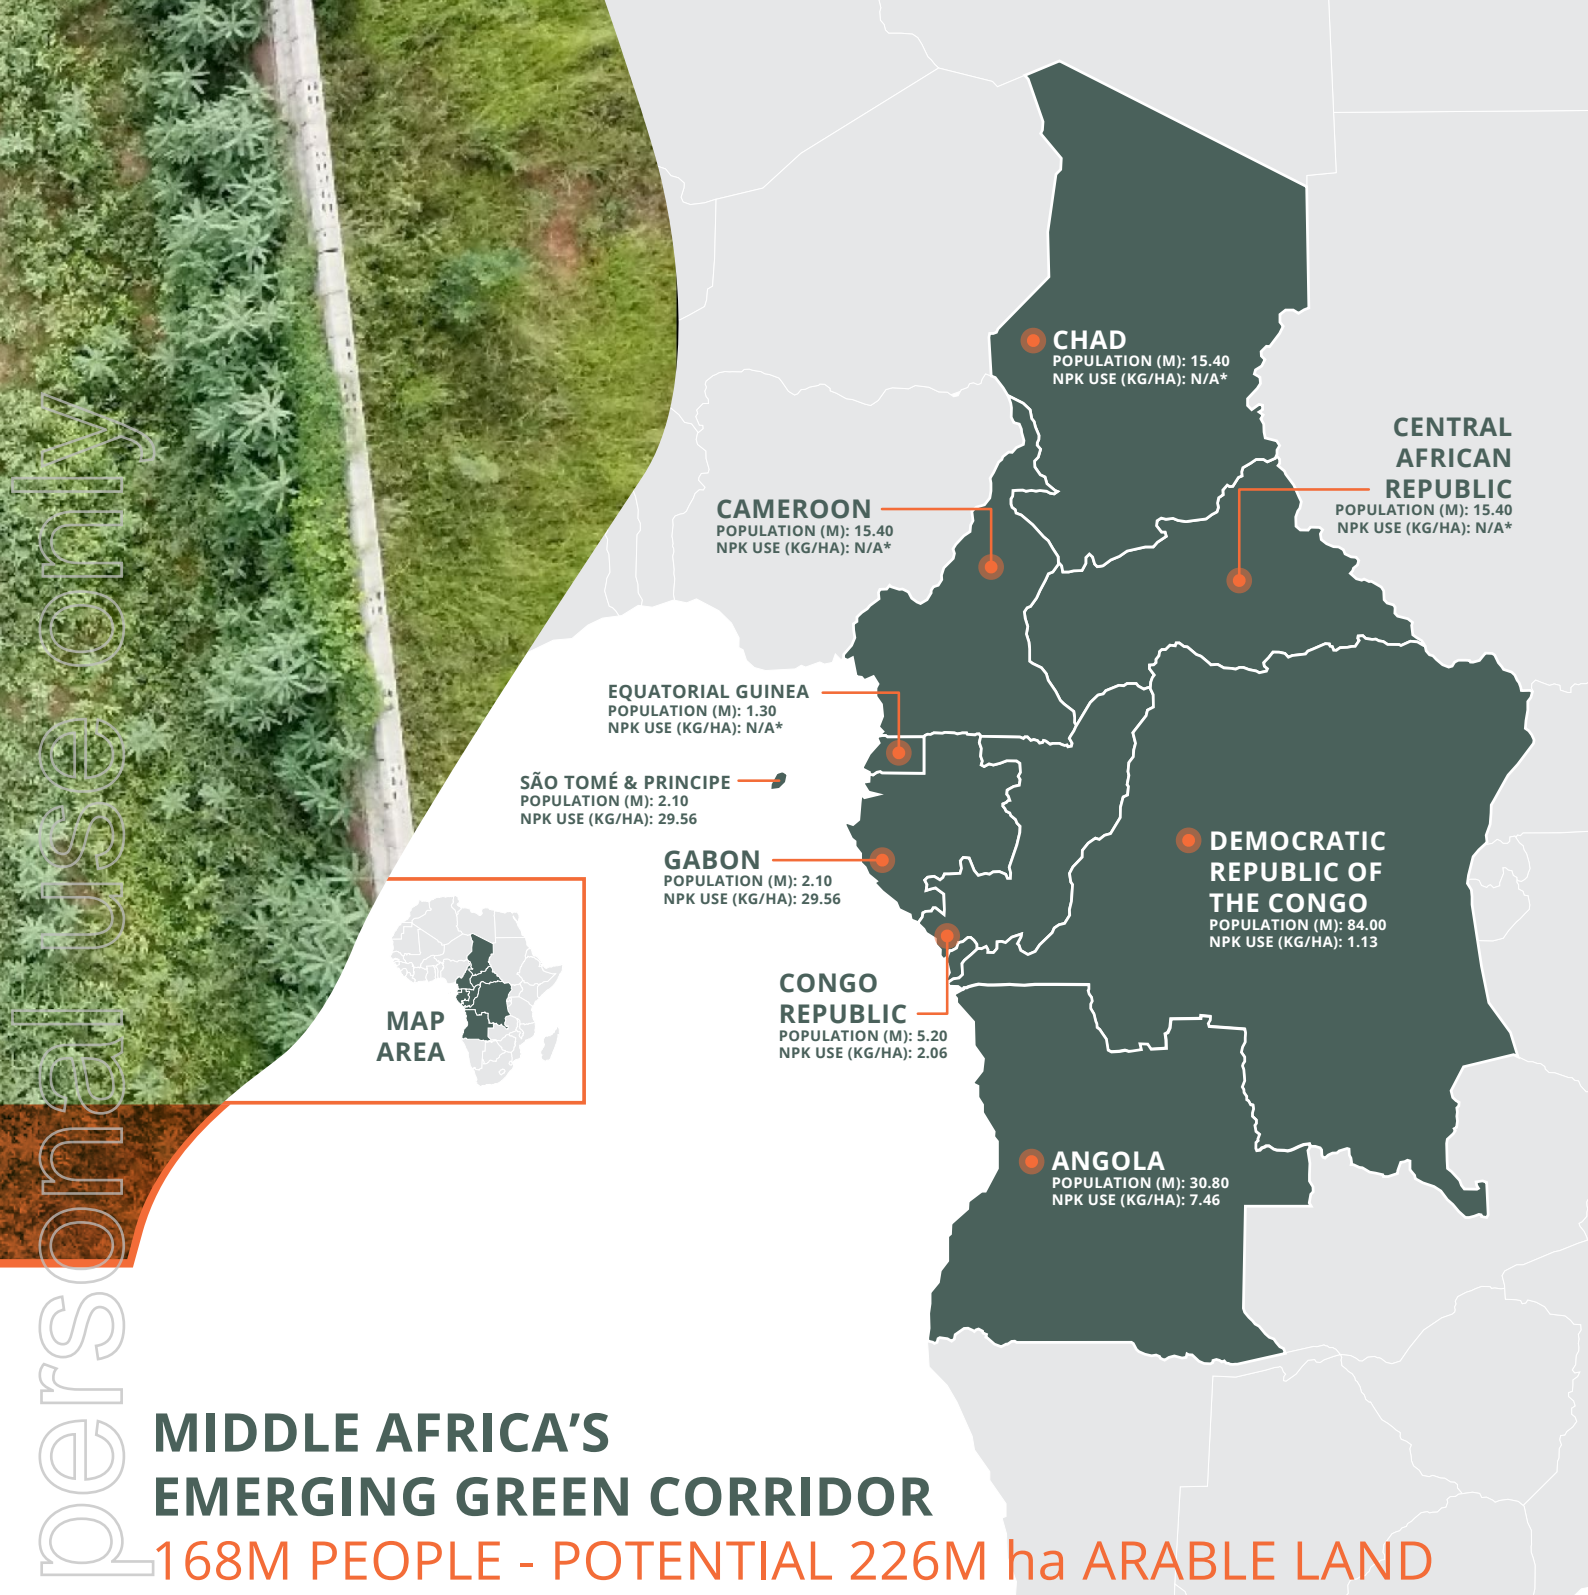 CHAD
POPULATION (M): 15.40
NPK USE (KG/HA): N/A*
CENTRAL
AFRICAN
REPUBLIC
POPULATION (M): 15.40
NPK USE (KG/HA): N/A*
CAMEROON
POPULATION (M): 15.40
NPK USE (KG/HA): N/A*
EQUATORIAL GUINEA
POPULATION (M): 1.30
NPK USE (KG/HA): N/A*
SÃO TOMÉ & PRINCIPE
POPULATION (M): 2.10
NPK USE (KG/HA): 29.56
GABON
POPULATION (M): 2.10
NPK USE (KG/HA): 29.56
DEMOCRATIC
REPUBLIC OF
THE CONGO
POPULATION (M): 84.00
NPK USE (KG/HA): 1.13
CONGO
REPUBLIC
POPULATION (M): 5.20
NPK USE (KG/HA): 2.06
MAP
AREA
ANGOLA
POPULATION (M): 30.80
NPK USE (KG/HA): 7.46
MIDDLE AFRICA’S
EMERGING GREEN CORRIDOR
168M PEOPLE - POTENTIAL 226M ha ARABLE LAND
personal use only